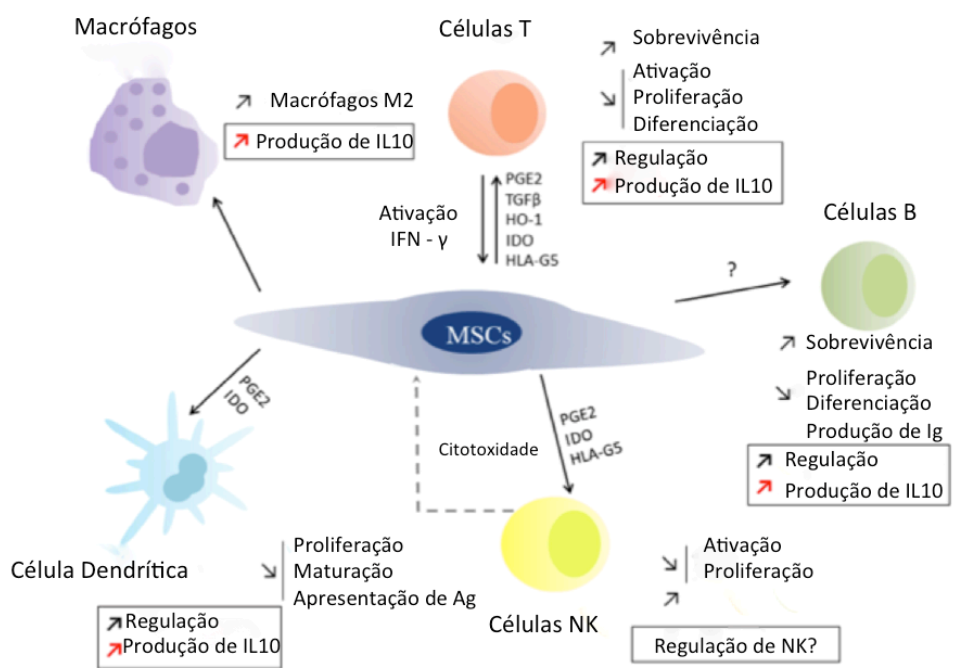 Macrófagos
Macrófagos M2
Produção de IL10
Células T
Sobrevivência
Ativação
Proliferação
Diferenciação
Regulação
Produção de IL10
Ativação
IFN - γ
PGE2
TGFβ
HO-1
IDO
HLA-G5
Células B
?
Sobrevivência
Proliferação
Diferenciação
Produção de Ig
Regulação
Produção de IL10
MSCs
PGE2
IDO
Citotoxidade
PGE2
IDO
HLA-G5
Célula Dendrítica
Proliferação
Maturação
Apresentação de Ag
Regulação
Produção de IL10
Células NK
Ativação
Proliferação
Regulação de NK?